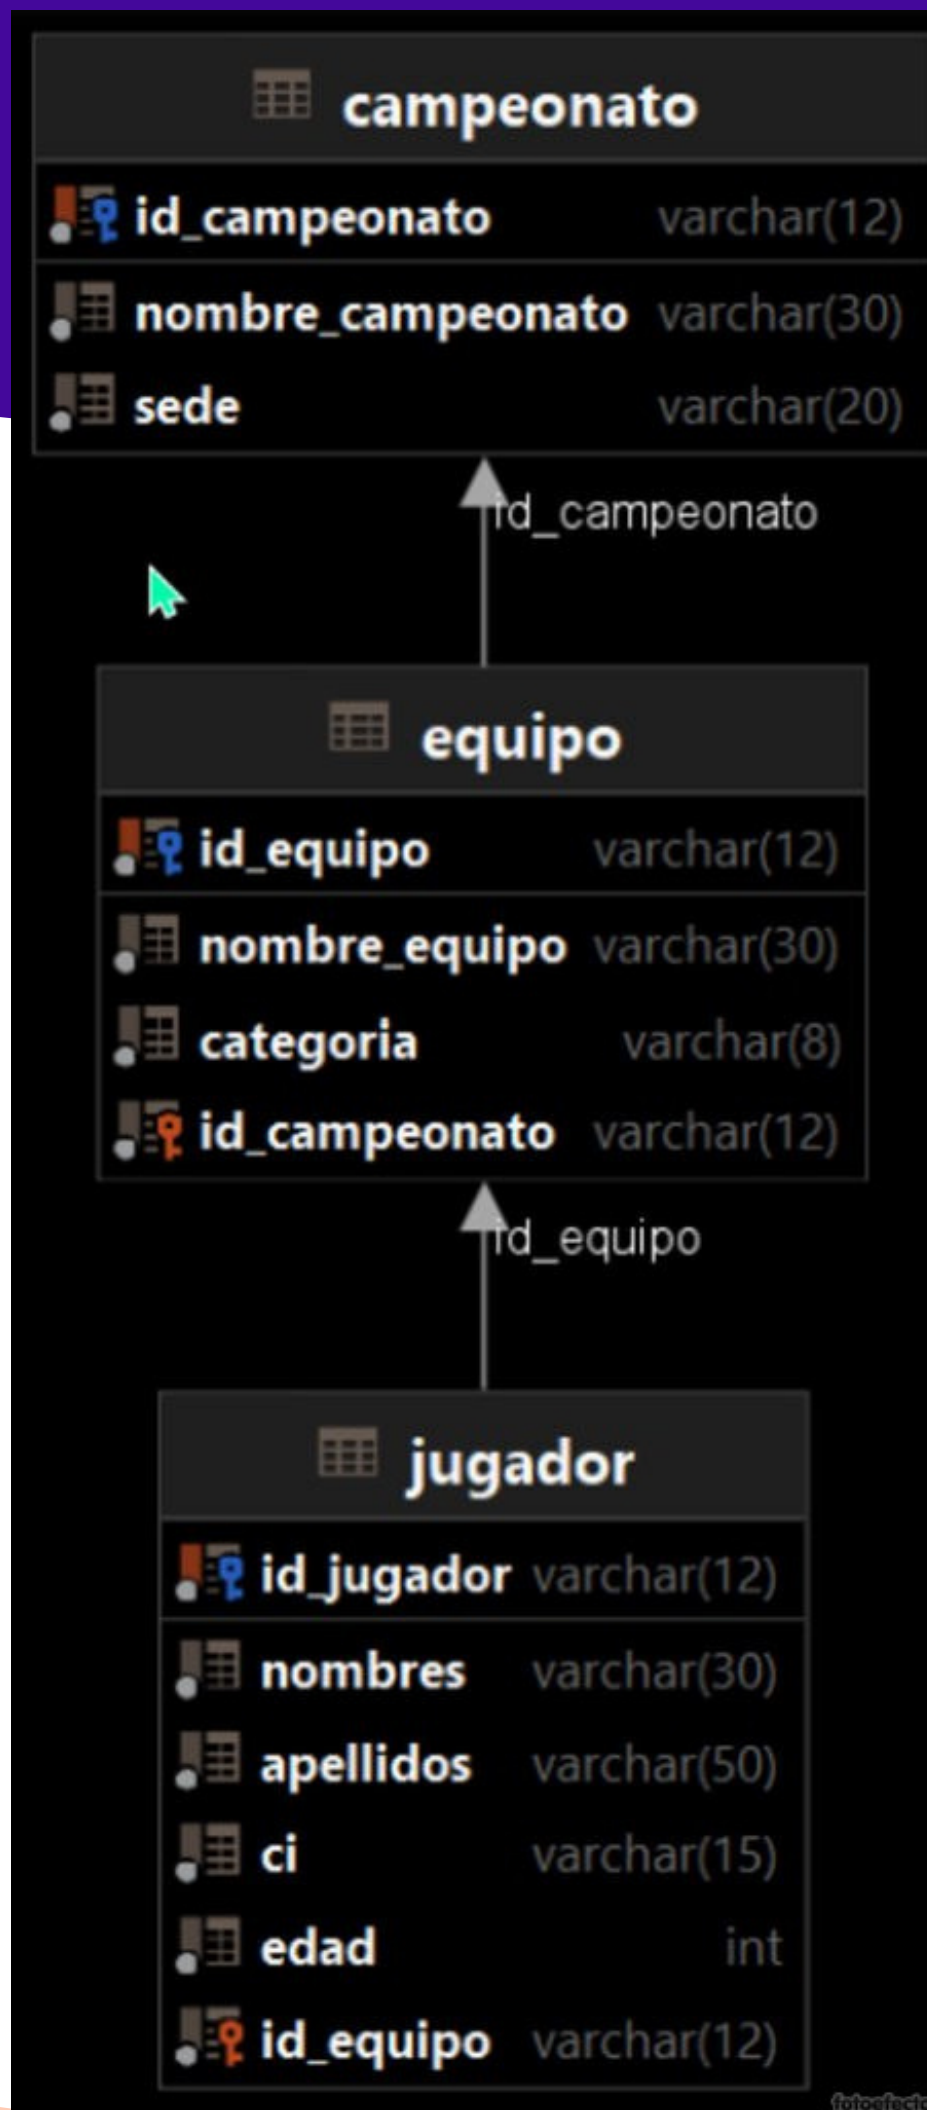 campeonato
id_campeonato varchar(12)
nombre_campeonato varchar(30)
sede varchar(20)
id_campeonato
equipo
id_equipo varchar(12)
nombre_equipo varchar(30)
categoria varchar(8)
id_campeonato varchar(12)
id_equipo
jugador
id_jugador varchar(12)
nombres varchar(30)
apellidos varchar(50)
ci varchar(15)
edad int
id_equipo varchar(12)